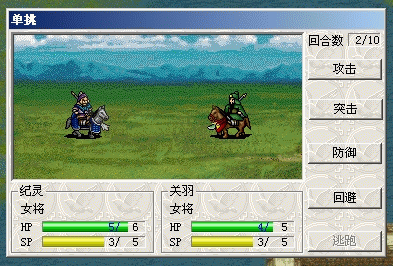 单挑
回合数 2/10
攻击
突击
防御
回避
逃跑
纪灵
女将
HP 5/ 6
SP 3/ 5
关羽
女将
HP 4/ 5
SP 3/ 5